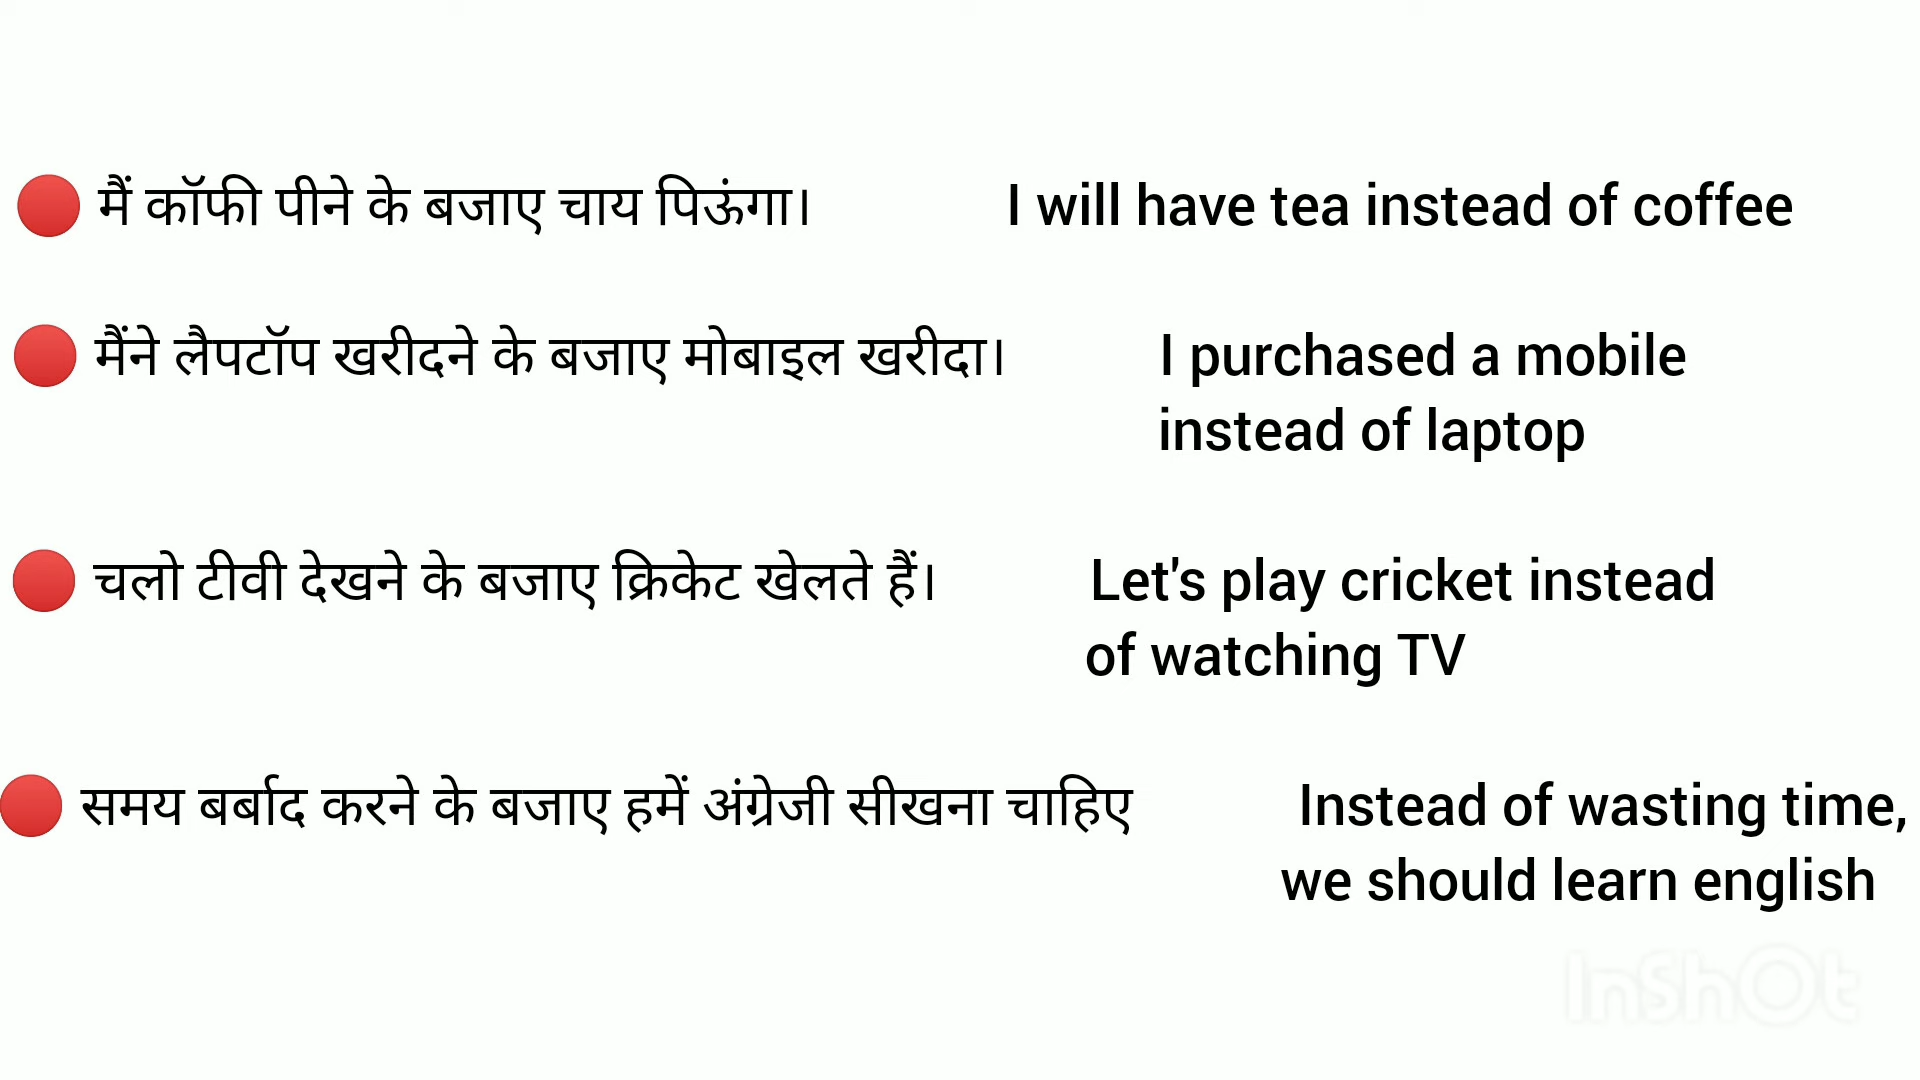 🔴 मैं कॉफी पीने के बजाए चाय पिऊंगा। I will have tea instead of coffee
🔴 मैंने लैपटॉप खरीदने के बजाए मोबाइल खरीदा। I purchased a mobile
instead of laptop
🔴 चलो टीवी देखने के बजाए क्रिकेट खेलते हैं। Let's play cricket instead
of watching TV
🔴 समय बर्बाद करने के बजाए हमें अंग्रेजी सीखना चाहिए Instead of wasting time,
we should learn english
InShOt